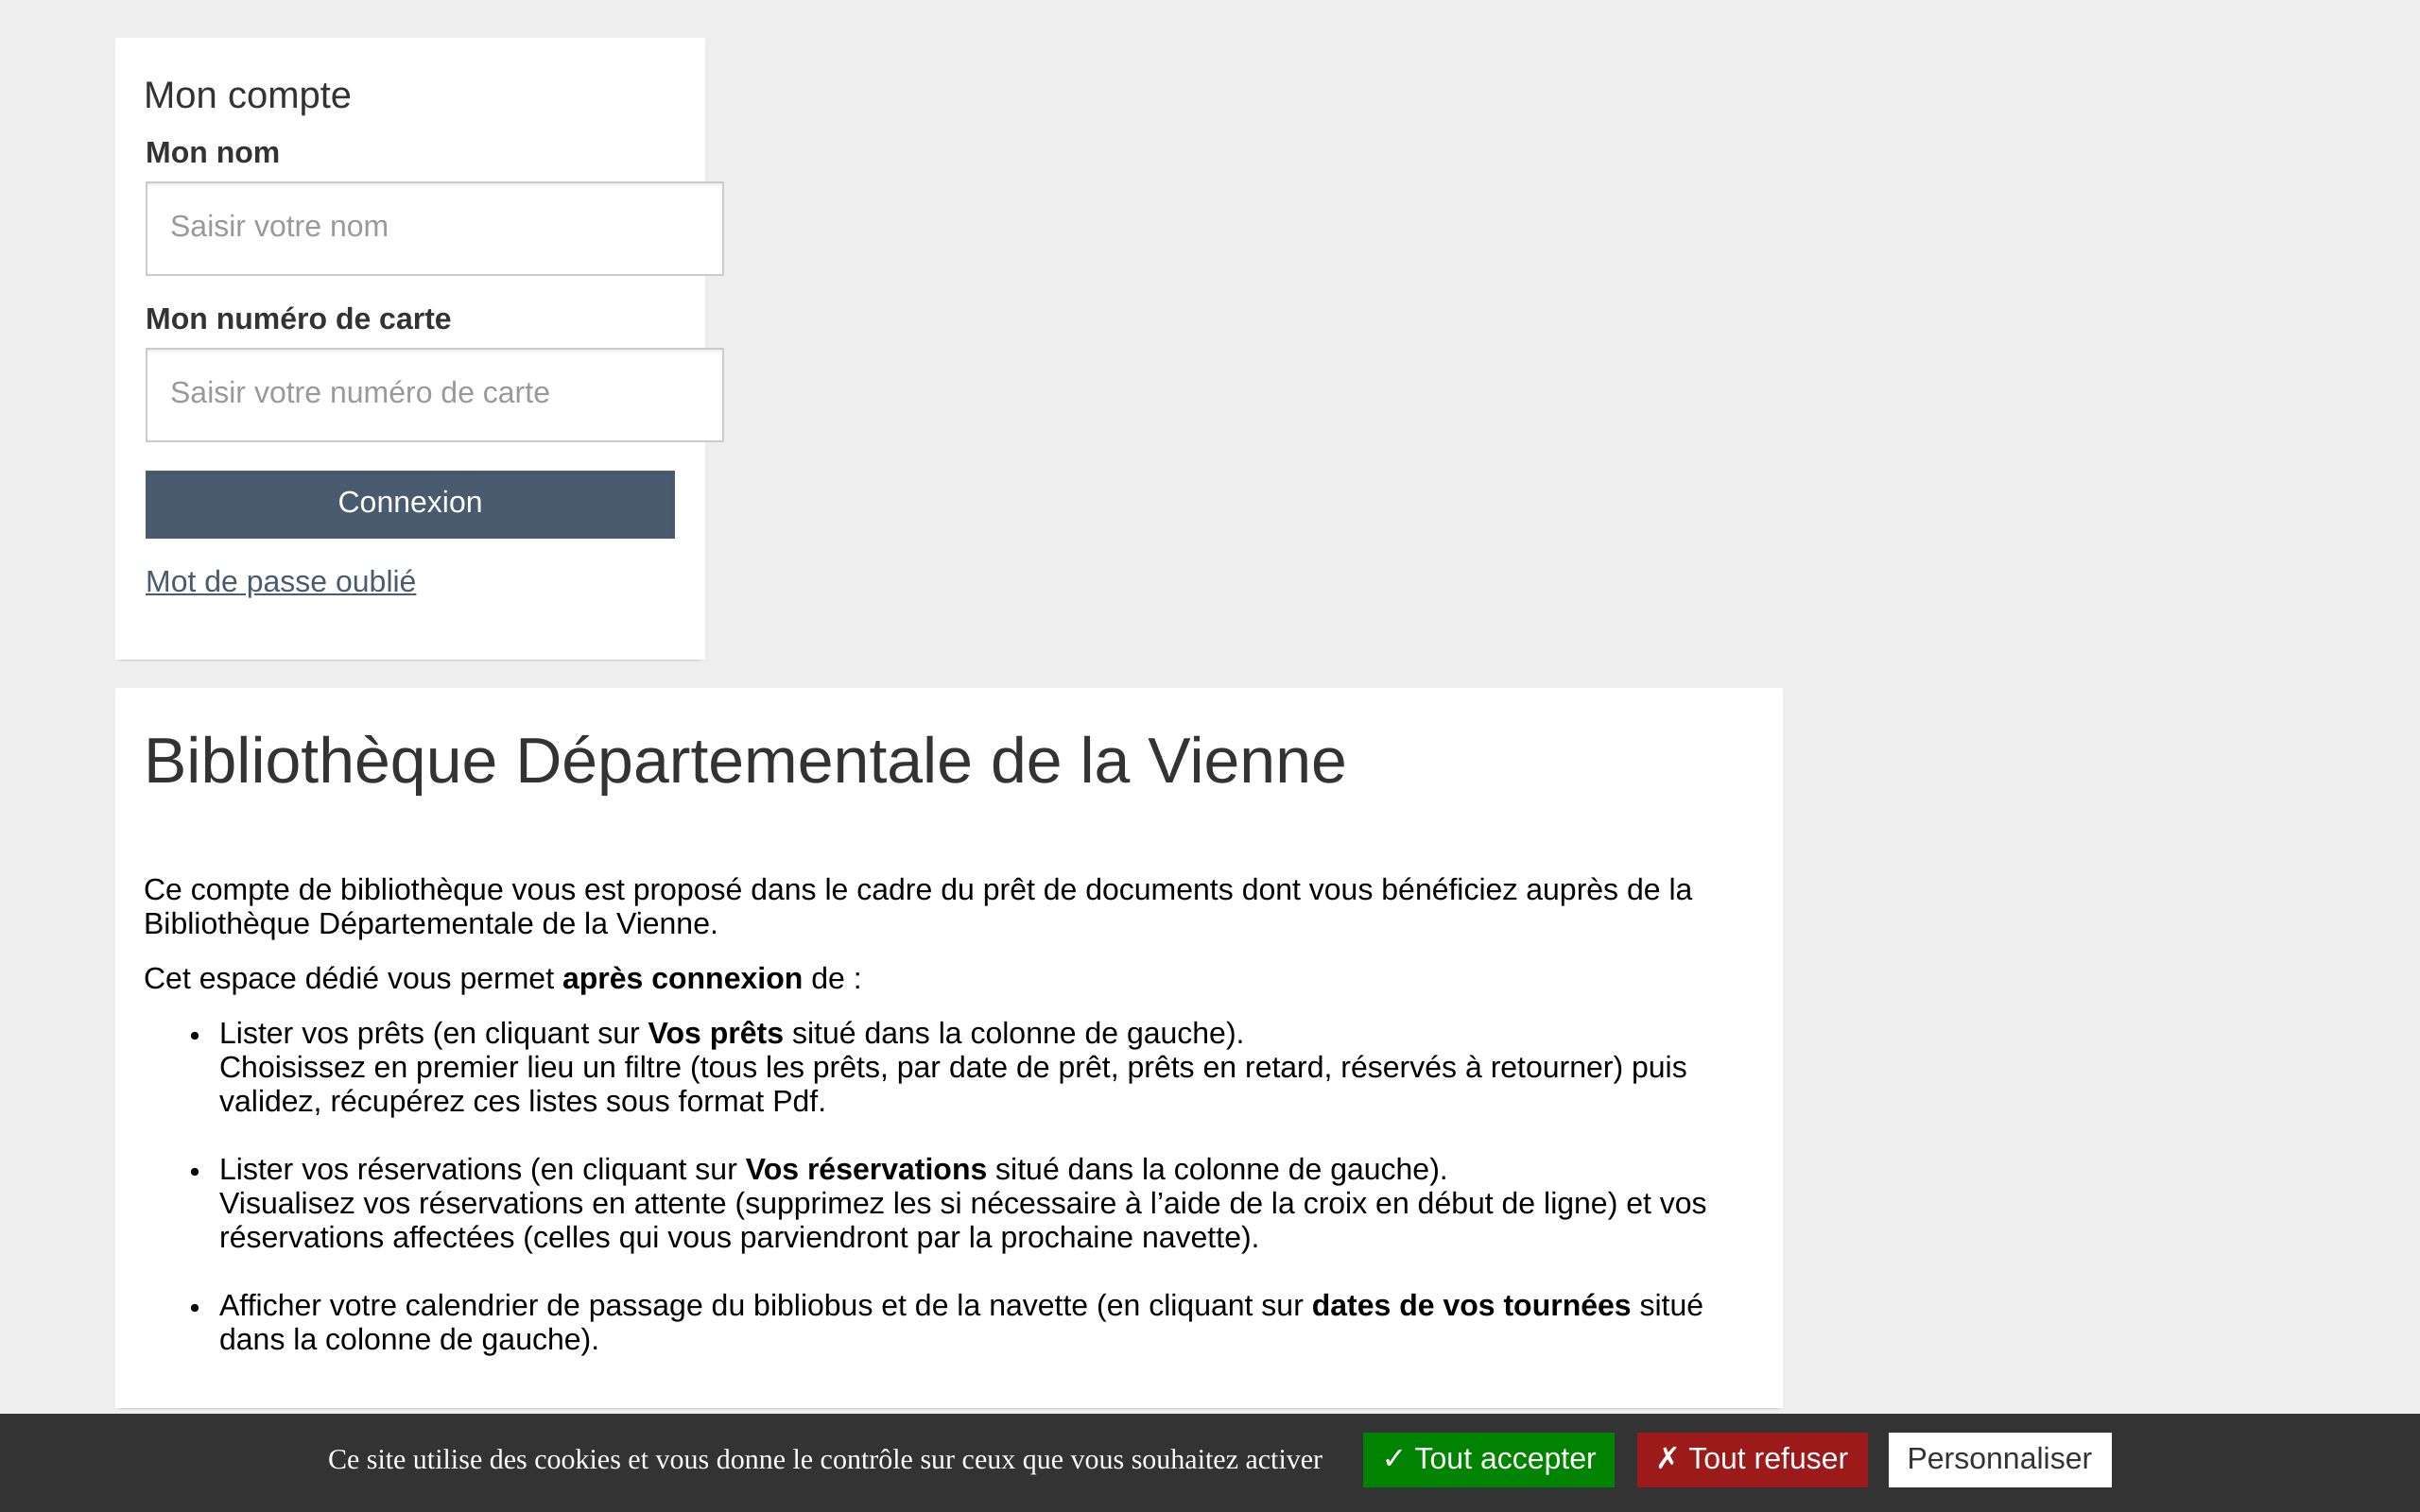 Mon compte
Mon nom
Saisir votre nom
Mon numéro de carte
Saisir votre numéro de carte
Connexion
Mot de passe oublié
Bibliothèque Départementale de la Vienne
Ce compte de bibliothèque vous est proposé dans le cadre du prêt de documents dont vous bénéficiez auprès de la
Bibliothèque Départementale de la Vienne.
Cet espace dédié vous permet après connexion de :
• Lister vos prêts (en cliquant sur Vos prêts situé dans la colonne de gauche).
Choisissez en premier lieu un filtre (tous les prêts, par date de prêt, prêts en retard, réservés à retourner) puis
validez, récupérez ces listes sous format Pdf.
• Lister vos réservations (en cliquant sur Vos réservations situé dans la colonne de gauche).
Visualisez vos réservations en attente (supprimez les si nécessaire à l’aide de la croix en début de ligne) et vos
réservations affectées (celles qui vous parviendront par la prochaine navette).
• Afficher votre calendrier de passage du bibliobus et de la navette (en cliquant sur dates de vos tournées situé
dans la colonne de gauche).
Ce site utilise des cookies et vous donne le contrôle sur ceux que vous souhaitez activer ✓ Tout accepter ✗ Tout refuser Personnaliser